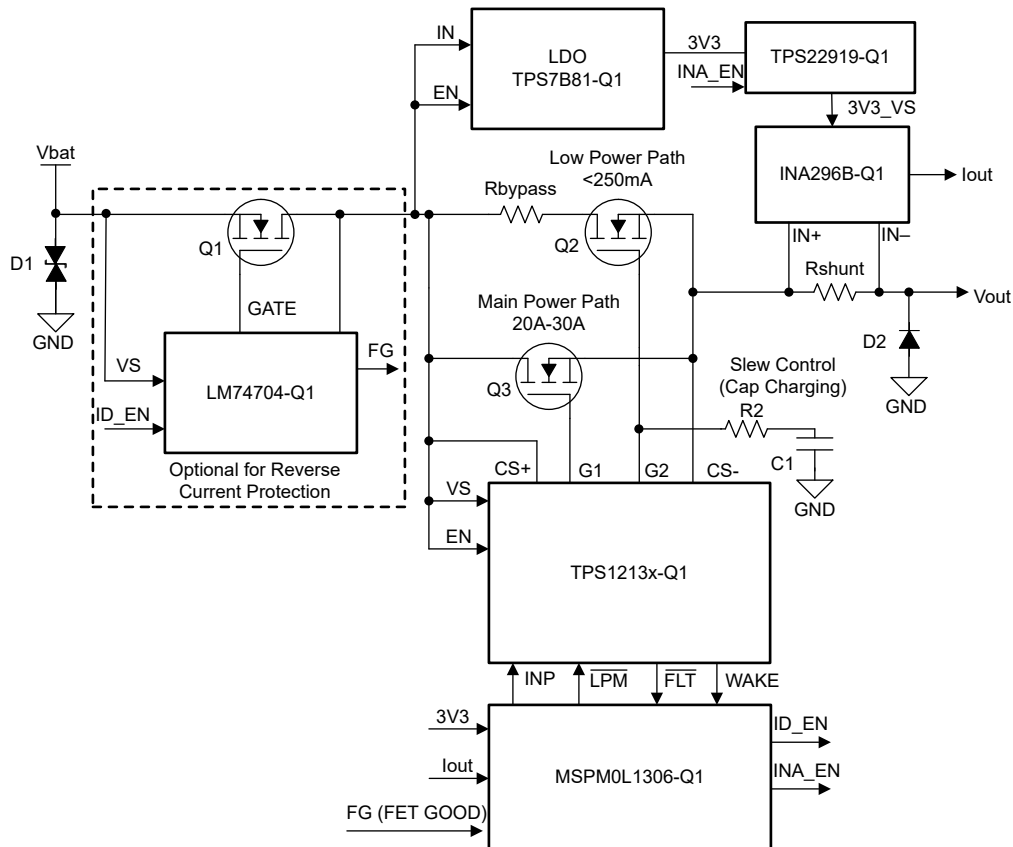 IN
LDO
TPS7B81-Q1
EN
3V3
INA_EN
TPS22919-Q1
3V3_VS
INA296B-Q1
Iout
IN+
IN–
Vbat
D1
GND
Q1
GATE
VS
ID_EN
LM74704-Q1
FG
Optional for Reverse
Current Protection
Rbypass
Low Power Path
<250mA
Q2
Main Power Path
20A-30A
Q3
Rshunt
Vout
D2
GND
Slew Control
(Cap Charging)
R2
C1
GND
CS+
G1
G2
CS-
VS
EN
TPS1213x-Q1
INP
LPM
FLT
WAKE
3V3
Iout
FG (FET GOOD)
MSPM0L1306-Q1
ID_EN
INA_EN